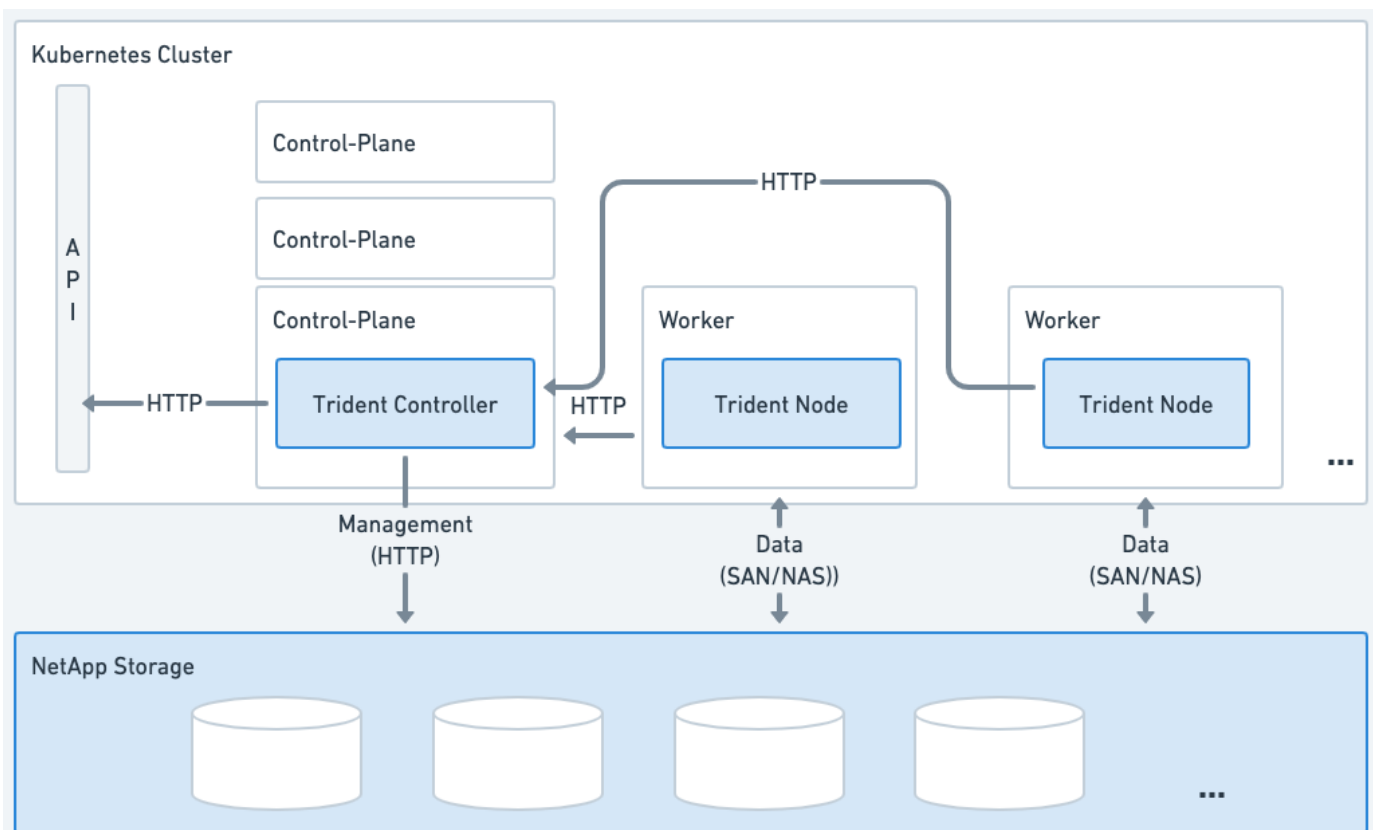 Kubernetes Cluster
A
P
I
Control-Plane
Control-Plane
Control-Plane
Trident Controller
HTTP
HTTP
HTTP
Worker
Trident Node
Worker
Trident Node
...
Management
(HTTP)
Data
(SAN/NAS))
Data
(SAN/NAS)
NetApp Storage
...